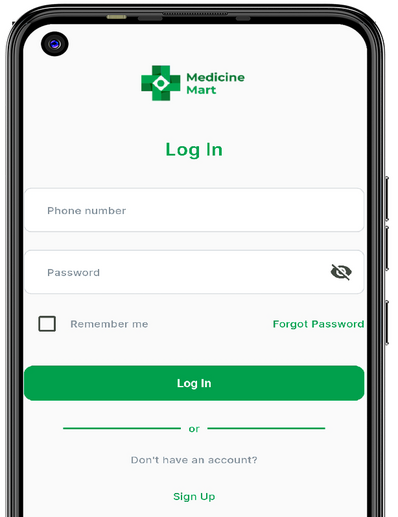 Medicine
Mart
Log In
Phone number
Password
Remember me
Forgot Password
Log In
or
Don't have an account?
Sign Up